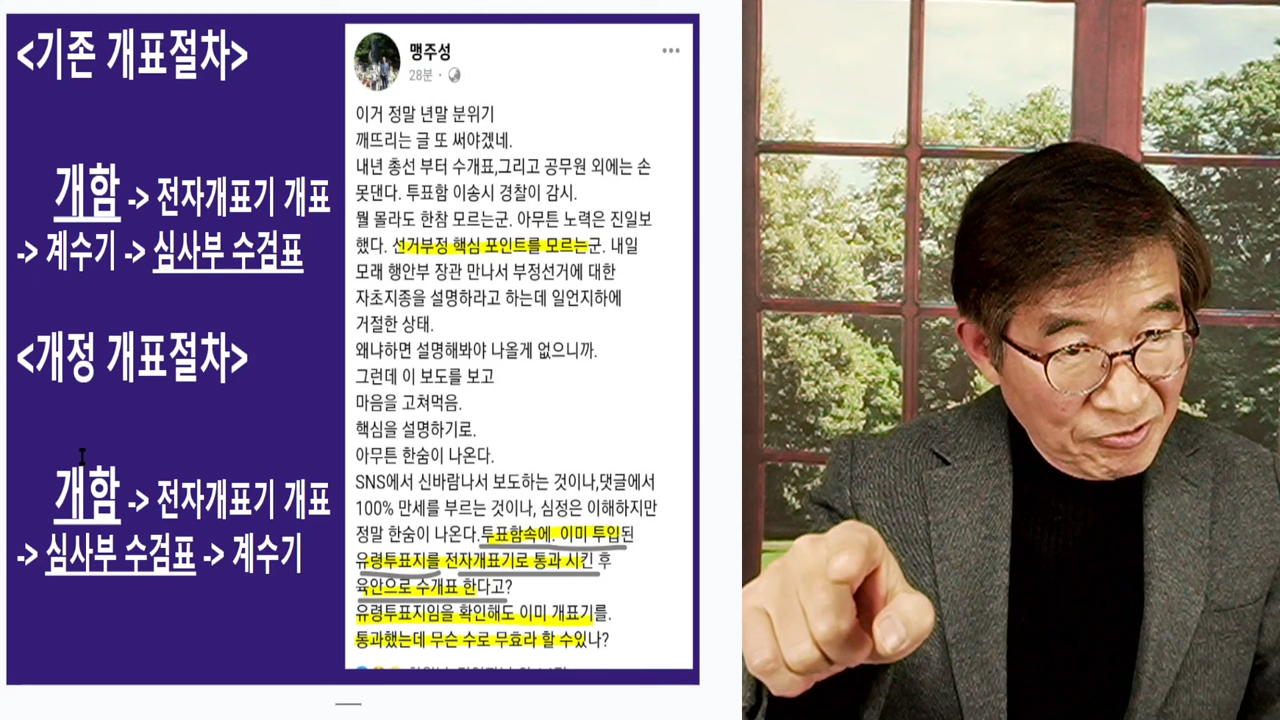 <기존 개표절차>
개함 -> 전자개표기 개표
-> 계수기 -> 심사부 수검표
<개정 개표절차>
개함 -> 전자개표기 개표
-> 심사부 수검표 -> 계수기
맹주성
28분
이거 정말 년말 분위기
깨뜨리는 글 또 써야겠네.
내년 총선 부터 수개표,그리고 공무원 외에는 손
못댄다. 투표함 이송시 경찰이 감시.
뭘 몰라도 한참 모르는군. 아무튼 노력은 진일보
했다. 선거부정 핵심 포인트를 모르는군. 내일
모래 행안부 장관 만나서 부정선거에 대한
자초지종을 설명하라고 하는데 일언지하에
거절한 상태.
왜냐하면 설명해봐야 나올게 없으니까.
그런데 이 보도를 보고
마음을 고쳐먹음.
핵심을 설명하기로.
아무튼 한숨이 나온다.
SNS에서 신바람나서 보도하는 것이나,댓글에서
100% 만세를 부르는 것이나, 심정은 이해하지만
정말 한숨이 나온다.투표함속에. 이미 투입된
유령투표지를 전자개표기로 통과 시킨 후
육안으로 수개표 한다고?
유령투표지임을 확인해도 이미 개표기를.
통과했는데 무슨 수로 무효라 할 수있나?